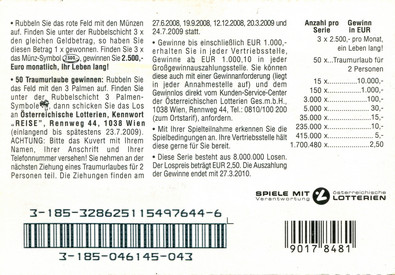 • Rubbeln Sie das rote Feld mit den Münzen
auf. Finden Sie unter der Rubbelschicht 3 x
den gleichen Geldbetrag, so haben Sie
diesen Betrag 1 x gewonnen. Finden Sie 3 x
das Münz-Symbol, gewinnen Sie 2.500,-
Euro monatlich, Ihr Leben lang!
• 50 Traumurlaube gewinnen: Rubbeln Sie
das Feld mit den 3 Palmen auf. Finden Sie
unter der Rubbelschicht 3 Palmen-
Symbole, dann schicken Sie das Los
an Österreichische Lotterien, Kennwort
„REISE", Rennweg 44, 1038 Wien
(einlangend bis spätestens 23.7.2009).
ACHTUNG: Bitte das Kuvert mit Ihrem
Namen, Ihrer Anschrift und Ihrer
Telefonnummer versehen! Sie nehmen an der
nächsten Ziehung eines Traumurlaubs für 2
Personen teil. Die Ziehungen finden am
27.6.2008, 19.9.2008, 12.12.2008, 20.3.2009 und
24.7.2009 statt.
• Gewinne bis einschließlich EUR 1.000,-
erhalten Sie in jeder Vertriebsstelle,
Gewinne ab EUR 1.000,10 in jeder
Großgewinnauszahlungsstelle. Sie können
diese auch mit einer Gewinnanforderung (liegt
in jeder Annahmestelle auf) und dem
Gewinnlos direkt vom Kunden-Service-Center
der Österreichischen Lotterien Ges.m.b.H.,
1038 Wien, Rennweg 44, Tel.: 0810/100 200
(zum Ortstarif), anfordern.
• Mit Ihrer Spielteilnahme erkennen Sie die
Spielbedingungen an. Ihre Vertriebsstelle hält
diese gerne für Sie bereit.
• Diese Serie besteht aus 8.000.000 Losen.
Der Lospreis beträgt EUR 2,50. Die Auszahlung
der Gewinne endet mit 27.3.2010.
Anzahl pro Gewinn
Serie in EUR
3 x 2.500,- pro Monat,
ein Leben lang!
50 x...Traumurlaube für
2 Personen
15 x 10.000,-
150 x 1.000,-
3.000 x 100,-
5.000 x 50,-
35.000 x 20,-
235.000 x 10,-
415.000 x 5,-
1.700.480 x 2,50
SPIELE MIT
Verantwortung
österreichische
LOTTERIEN
3-185-328625115497644-6
3-185-046145-043
9017 8481